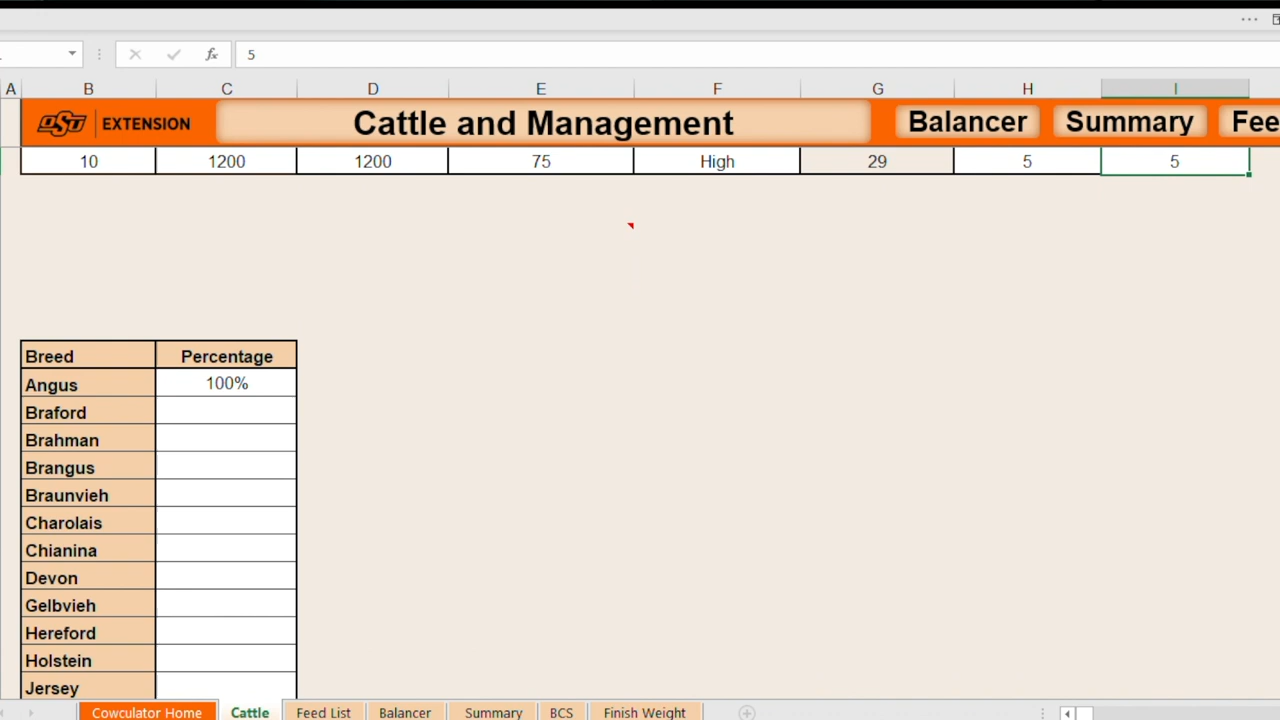 5
A B C D E F G H I
OSU EXTENSION Cattle and Management Balancer Summary Fee
10 1200 1200 75 High 29 5 5
Breed Percentage
Angus 100%
Braford
Brahman
Brangus
Braunvieh
Charolais
Chianina
Devon
Gelbvieh
Hereford
Holstein
Jersey
Cowculator Home Cattle Feed List Balancer Summary BCS Finish Weight